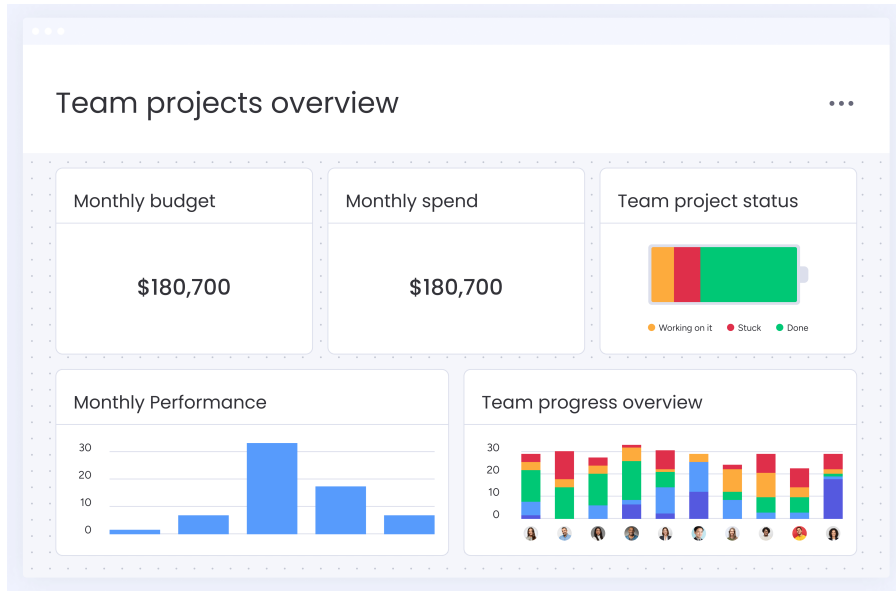 Team projects overview
Monthly budget
$180,700
Monthly spend
$180,700
Team project status
Working on it
Stuck
Done
Monthly Performance
30
20
10
0
Team progress overview
30
20
10
0